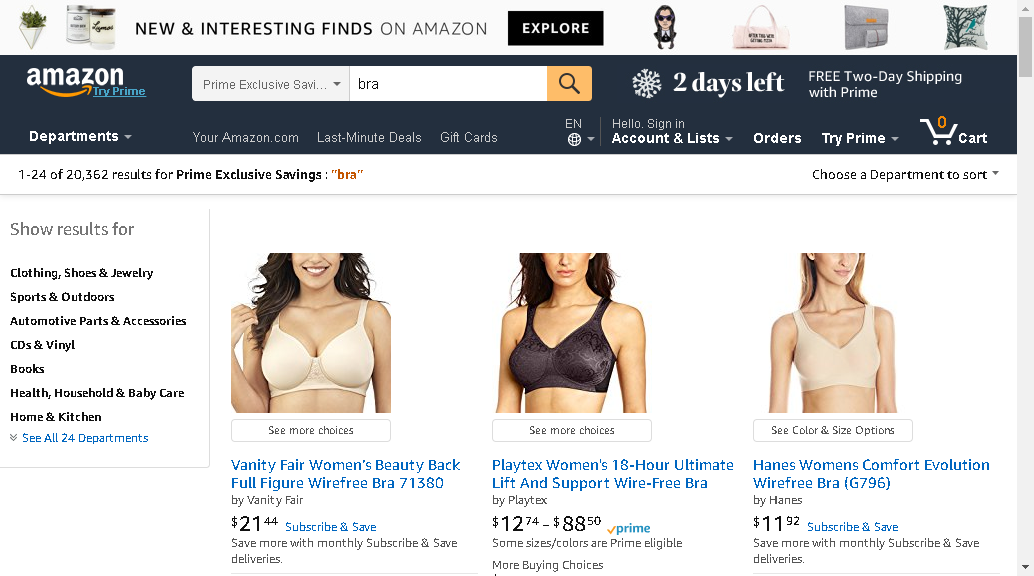 NEW & INTERESTING FINDS ON AMAZON EXPLORE
amazon
Try Prime
Prime Exclusive Savi... bra
2 days left
FREE Two-Day Shipping
with Prime
Departments
Your Amazon.com Last-Minute Deals Gift Cards
EN
Hello. Sign in
Account & Lists
Orders
Try Prime
0
Cart
1-24 of 20,362 results for Prime Exclusive Savings : "bra"
Choose a Department to sort
Show results for
Clothing, Shoes & Jewelry
Sports & Outdoors
Automotive Parts & Accessories
CDs & Vinyl
Books
Health, Household & Baby Care
Home & Kitchen
See All 24 Departments
See more choices
Vanity Fair Women's Beauty Back
Full Figure Wirefree Bra 71380
by Vanity Fair
$21 44 Subscribe & Save
Save more with monthly Subscribe & Save
deliveries.
See more choices
Playtex Women's 18-Hour Ultimate
Lift And Support Wire-Free Bra
by Playtex
$12 74 - $88 50 prime
Some sizes/colors are Prime eligible
More Buying Choices
See Color & Size Options
Hanes Womens Comfort Evolution
Wirefree Bra (G796)
by Hanes
$11 92 Subscribe & Save
Save more with monthly Subscribe & Save
deliveries.